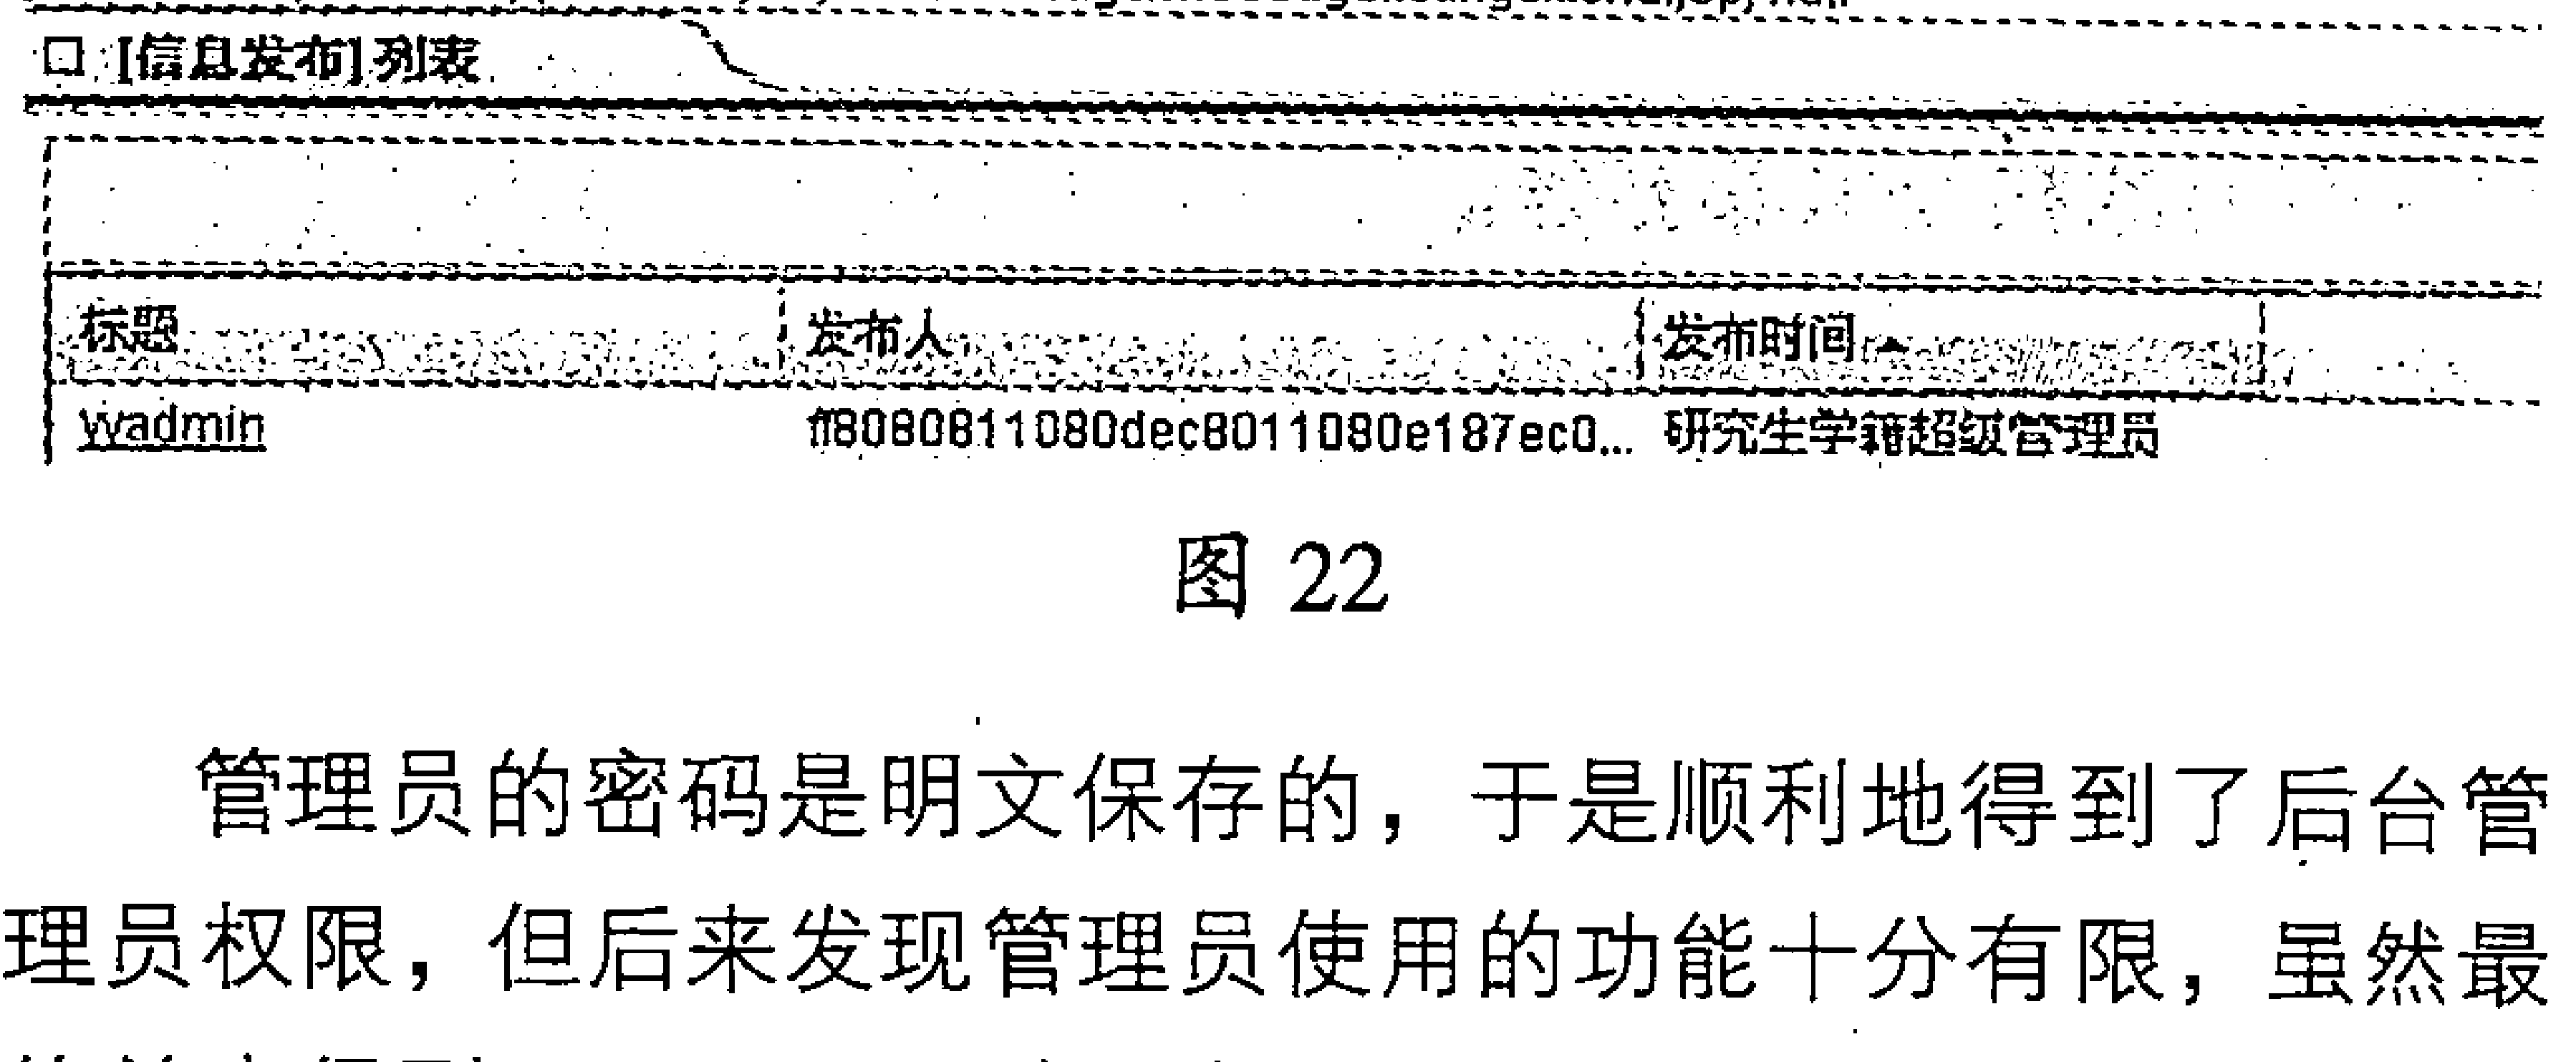 [信息发布]列表
标题 发布人 发布时间
yyadmin ff8080811080dec8011080e187ec0... 研究生学籍超级管理员
图 22
管理员的密码是明文保存的，于是顺利地得到了后台管
理员权限，但后来发现管理员使用的功能十分有限，虽然最